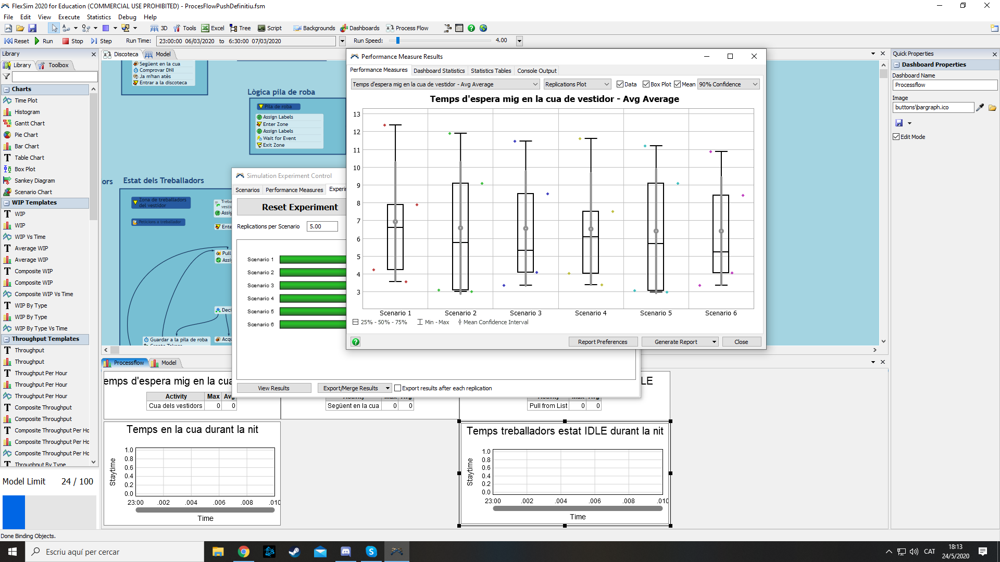 FlexSim 2020 for Education (COMMERCIAL USE PROHIBITED) - ProcesFlowPushDefinitiu.fsm
File Edit View Execute Statistics Debug Help
3D Tools Excel Tree Script Backgrounds Dashboards Process Flow
Reset Run Stop Step Run Time: 23:00:00 06/03/2020 to 6:30:00 07/03/2020 Run Speed: 4.00
Library
Library Toolbox
Charts
Time Plot
Histogram
Gantt Chart
Pie Chart
Bar Chart
Table Chart
Box Plot
Sankey Diagram
Scenario Chart
WIP Templates
WIP
WIP
WIP Vs Time
Average WIP
Average WIP
Composite WIP
Composite WIP
Composite WIP Vs Time
WIP By Type
WIP By Type
WIP By Type Vs Time
Throughput Templates
Throughput
Throughput
Throughput Per Hour
Throughput Per Hour
Throughput Per Hour
Composite Throughput
Composite Throughput
Composite Throughput Per Ho
Composite Throughput Per Ho
Composite Throughput Per Ho
Throughput By Type
Model Limit 24 / 100
Done Binding Objects.
Discoteca Model
Següent en la cua
Comprovar DNI
Ja m'han atès
Entrar a la discoteca
Lògica pila de roba
Pila de roba
Assign Labels
Enter Zone
Assign Labels
Wait for Event
Exit Zone
ors
Estat dels Treballadors
Zona de treballadors
del vestidor
Peticions a treballador
Treba
vestic
Assig
Ente
Pull
Assig
Deci
Guardar a la pila de roba
Create Tokens
Acqu
Simulation Experiment Control
Scenarios Performance Measures Experi
Reset Experiment
Replications per Scenario 5.00
Scenario 1
Scenario 2
Scenario 3
Scenario 4
Scenario 5
Scenario 6
View Results Export/Merge Results Export results after each replication
Performance Measure Results
Performance Measures Dashboard Statistics Statistics Tables Console Output
Temps d'espera mig en la cua de vestidor - Avg Average Replications Plot Data Box Plot Mean 90% Confidence
Temps d'espera mig en la cua de vestidor - Avg Average
13
12
11
10
9
8
7
6
5
4
3
Scenario 1 Scenario 2 Scenario 3 Scenario 4 Scenario 5 Scenario 6
25% - 50% - 75% Min - Max Mean Confidence Interval
Report Preferences Generate Report Close
Quick Properties
Dashboard Properties
Dashboard Name
Processflow
Image
buttons\bargraph.ico
Edit Mode
Processflow Model
emps d'espera mig en la cua
Activity Max Avg
Cua dels vestidors 0 0
Activity Max Avg
Següent en la cua 0 0
LE
Activity Max Avg
Pull from List 0 0
Temps en la cua durant la nit
Staytime
1.0
0.8
0.6
0.4
0.2
0.0
23:00 .002 .004 .006 .008 .010
Time
Temps treballadors estat IDLE durant la nit
Staytime
1.0
0.8
0.6
0.4
0.2
0.0
23:00 .002 .004 .006 .008 .010
Time
Escriu aquí per cercar
CAT
18:13
24/5/2020